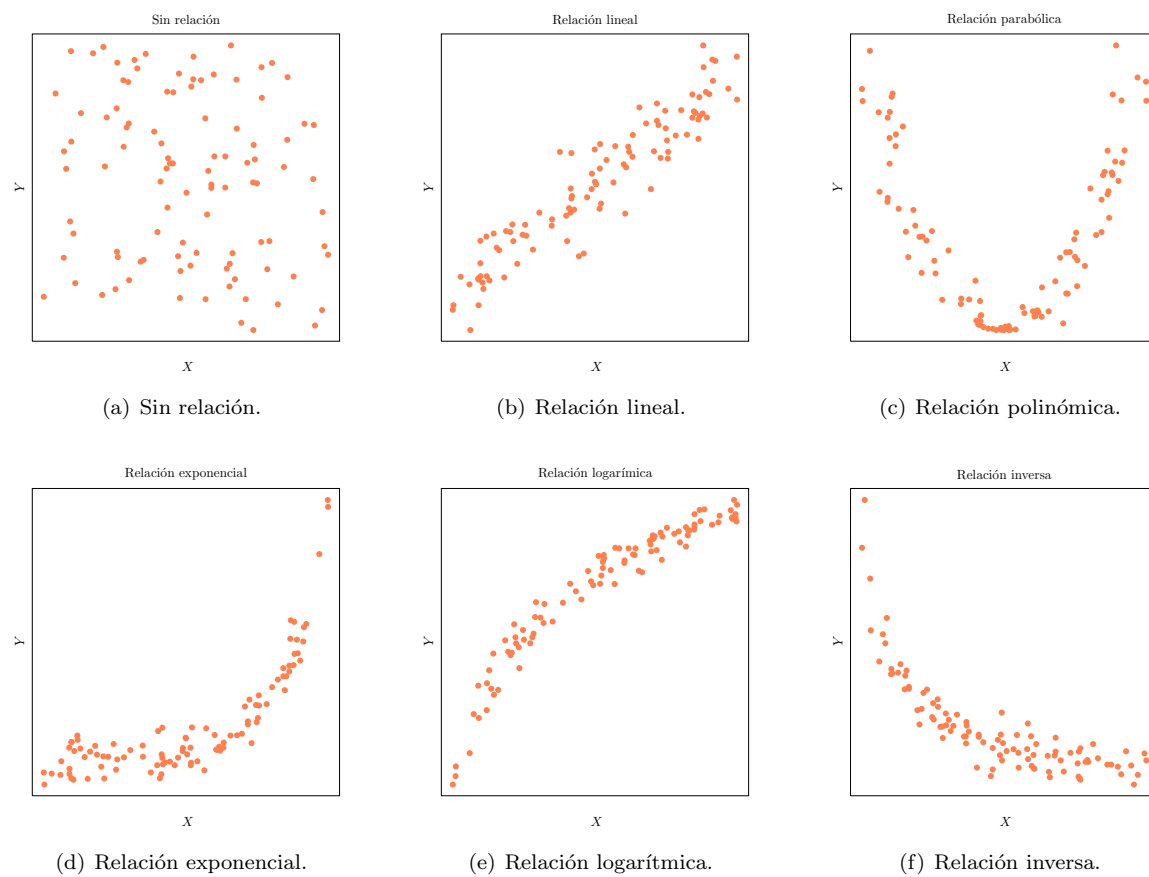 Sin relación
Relación lineal
Relación parabólica
Y
Y
Y
X
X
X
(a) Sin relación.
(b) Relación lineal.
(c) Relación polinómica.
Relación exponencial
Relación logarímica
Relación inversa
Y
Y
Y
X
X
X
(d) Relación exponencial.
(e) Relación logarítmica.
(f) Relación inversa.